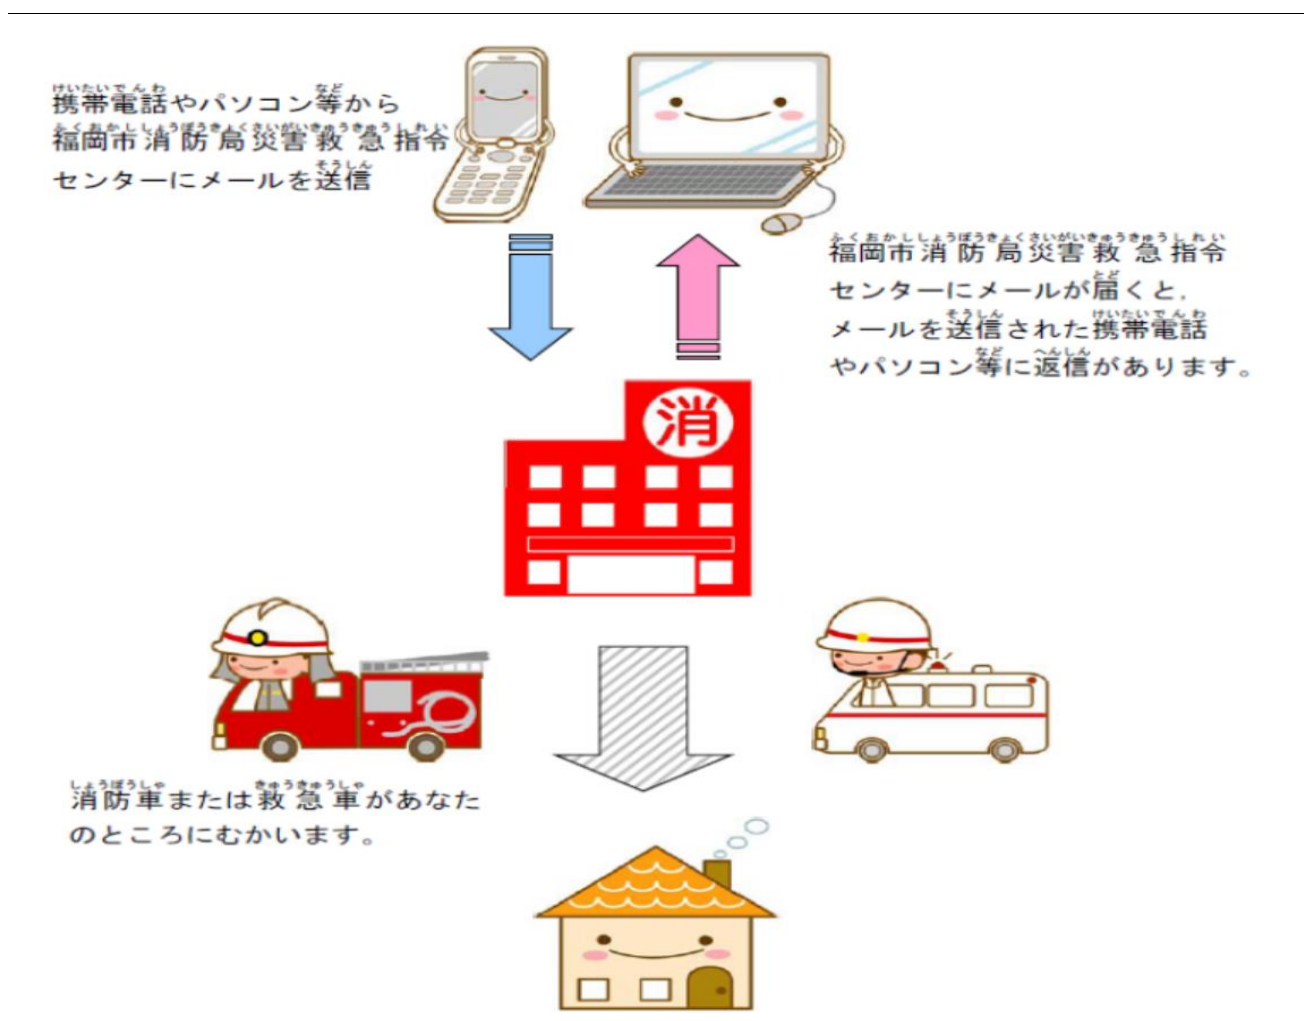 携帯電話やパソコン等から
福岡市消防局災害救急指令
センターにメールを送信
福岡市消防局災害救急指令
センターにメールが届くと,
メールを送信された携帯電話
やパソコン等に返信があります。
消
消防車または救急車があなた
のところにむかいます。